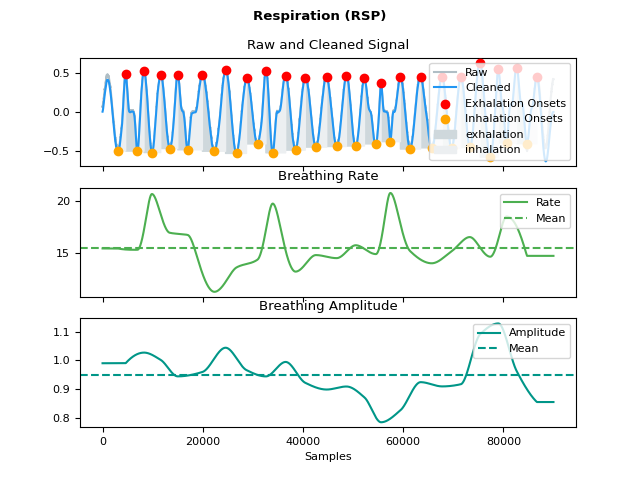 Respiration (RSP)
Raw and Cleaned Signal
0.5
0.0
−0.5
Raw
Cleaned
Exhalation Onsets
Inhalation Onsets
exhalation
inhalation
Breathing Rate
20
15
Rate
Mean
Breathing Amplitude
1.1
1.0
0.9
0.8
Amplitude
Mean
0
20000
40000
60000
80000
Samples